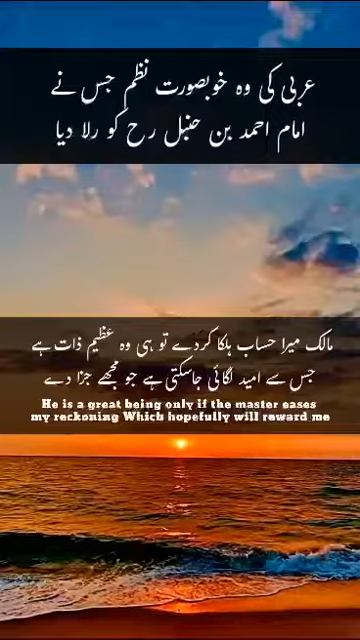 عربی کی وہ خوبصورت نظم جس نے
امام احمد بن حنبل رح کو رلا دیا
مالک میرا حساب ہلکا کردے تو ہی وہ عظیم ذات ہے
جس سے امید لگائی جاسکتی ہے جو مجھے جزا دے
He is a great being only if the master eases
my reckoning Which hopefully will reward me